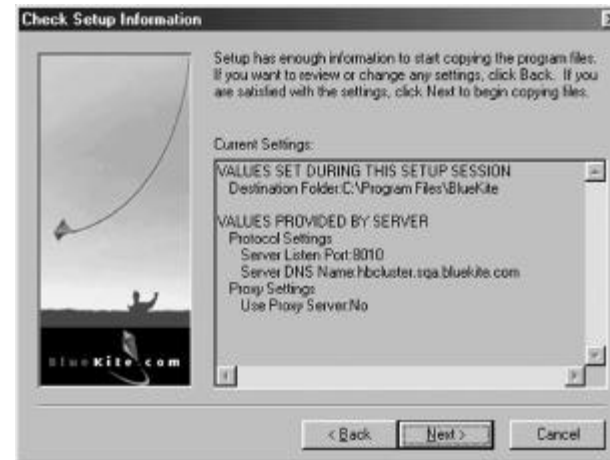 Check Setup Information
Setup has enough information to start copying the program files.
If you want to review or change any settings, click Back. If you
are satisfied with the settings, click Next to begin copying files.
Current Settings:
VALUES SET DURING THIS SETUP SESSION
Destination Folder:C:\Program Files\BlueKite
VALUES PROVIDED BY SERVER
Protocol Settings
Server Listen Port:8010
Server DNS Name:hbcluster.sqa.bluekite.com
Proxy Settings
Use Proxy Server:No
BlueKite.com
< Back
Next >
Cancel